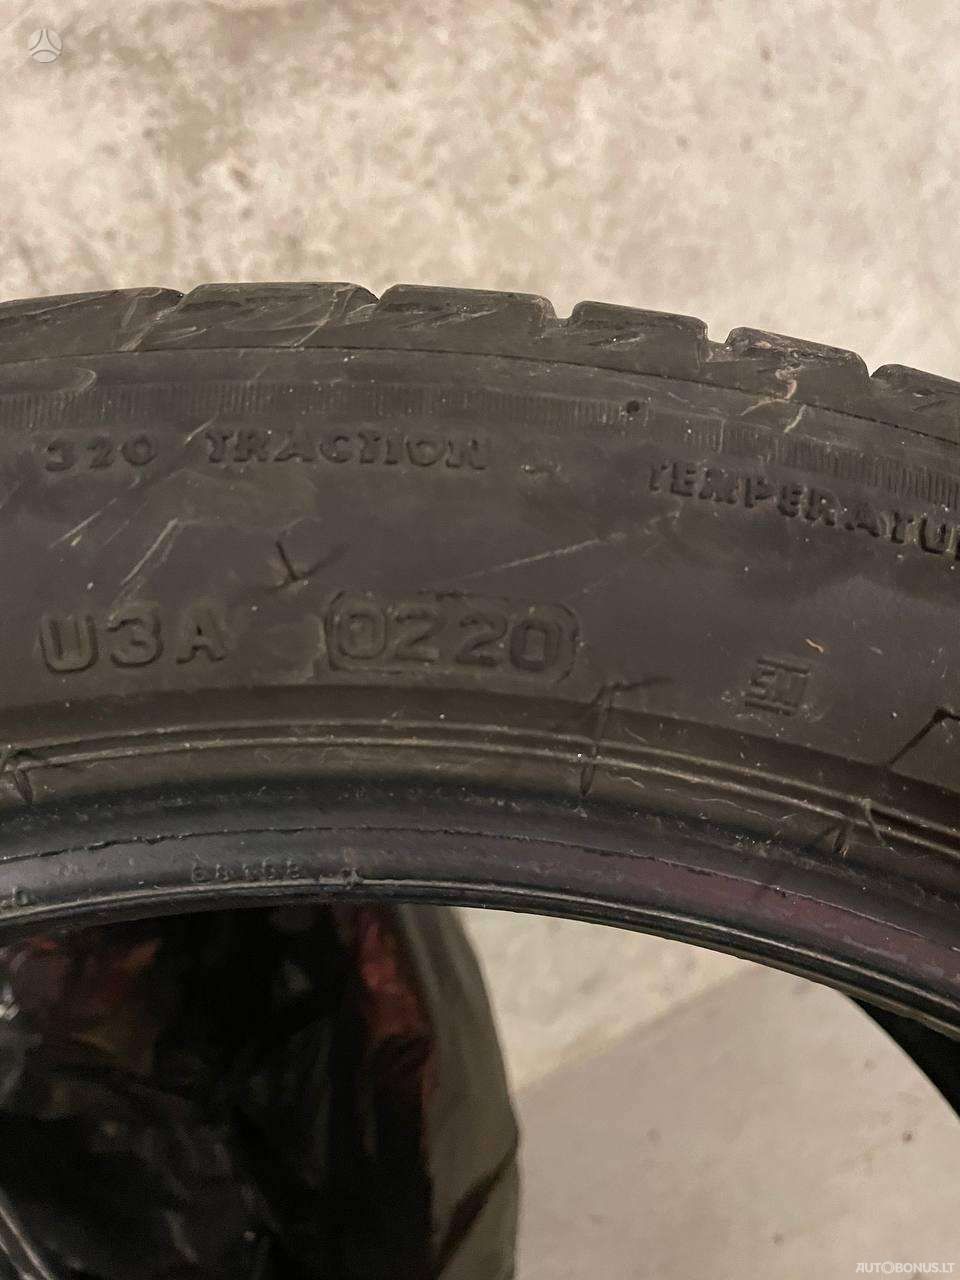 320 TRACTION TEMPERATU
U3A 0220
AUTOBONUS.LT